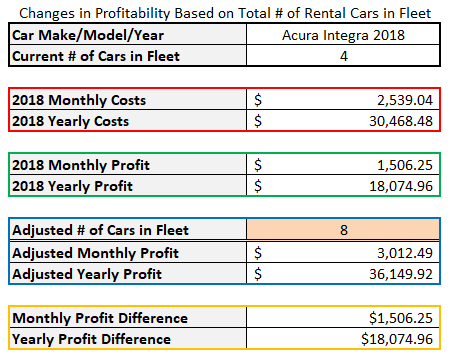 Changes in Profitability Based on Total # of Rental Cars in Fleet
Car Make/Model/Year Acura Integra 2018
Current # of Cars in Fleet 4
2018 Monthly Costs $ 2,539.04
2018 Yearly Costs $ 30,468.48
2018 Monthly Profit $ 1,506.25
2018 Yearly Profit $ 18,074.96
Adjusted # of Cars in Fleet 8
Adjusted Monthly Profit $ 3,012.49
Adjusted Yearly Profit $ 36,149.92
Monthly Profit Difference $1,506.25
Yearly Profit Difference $18,074.96